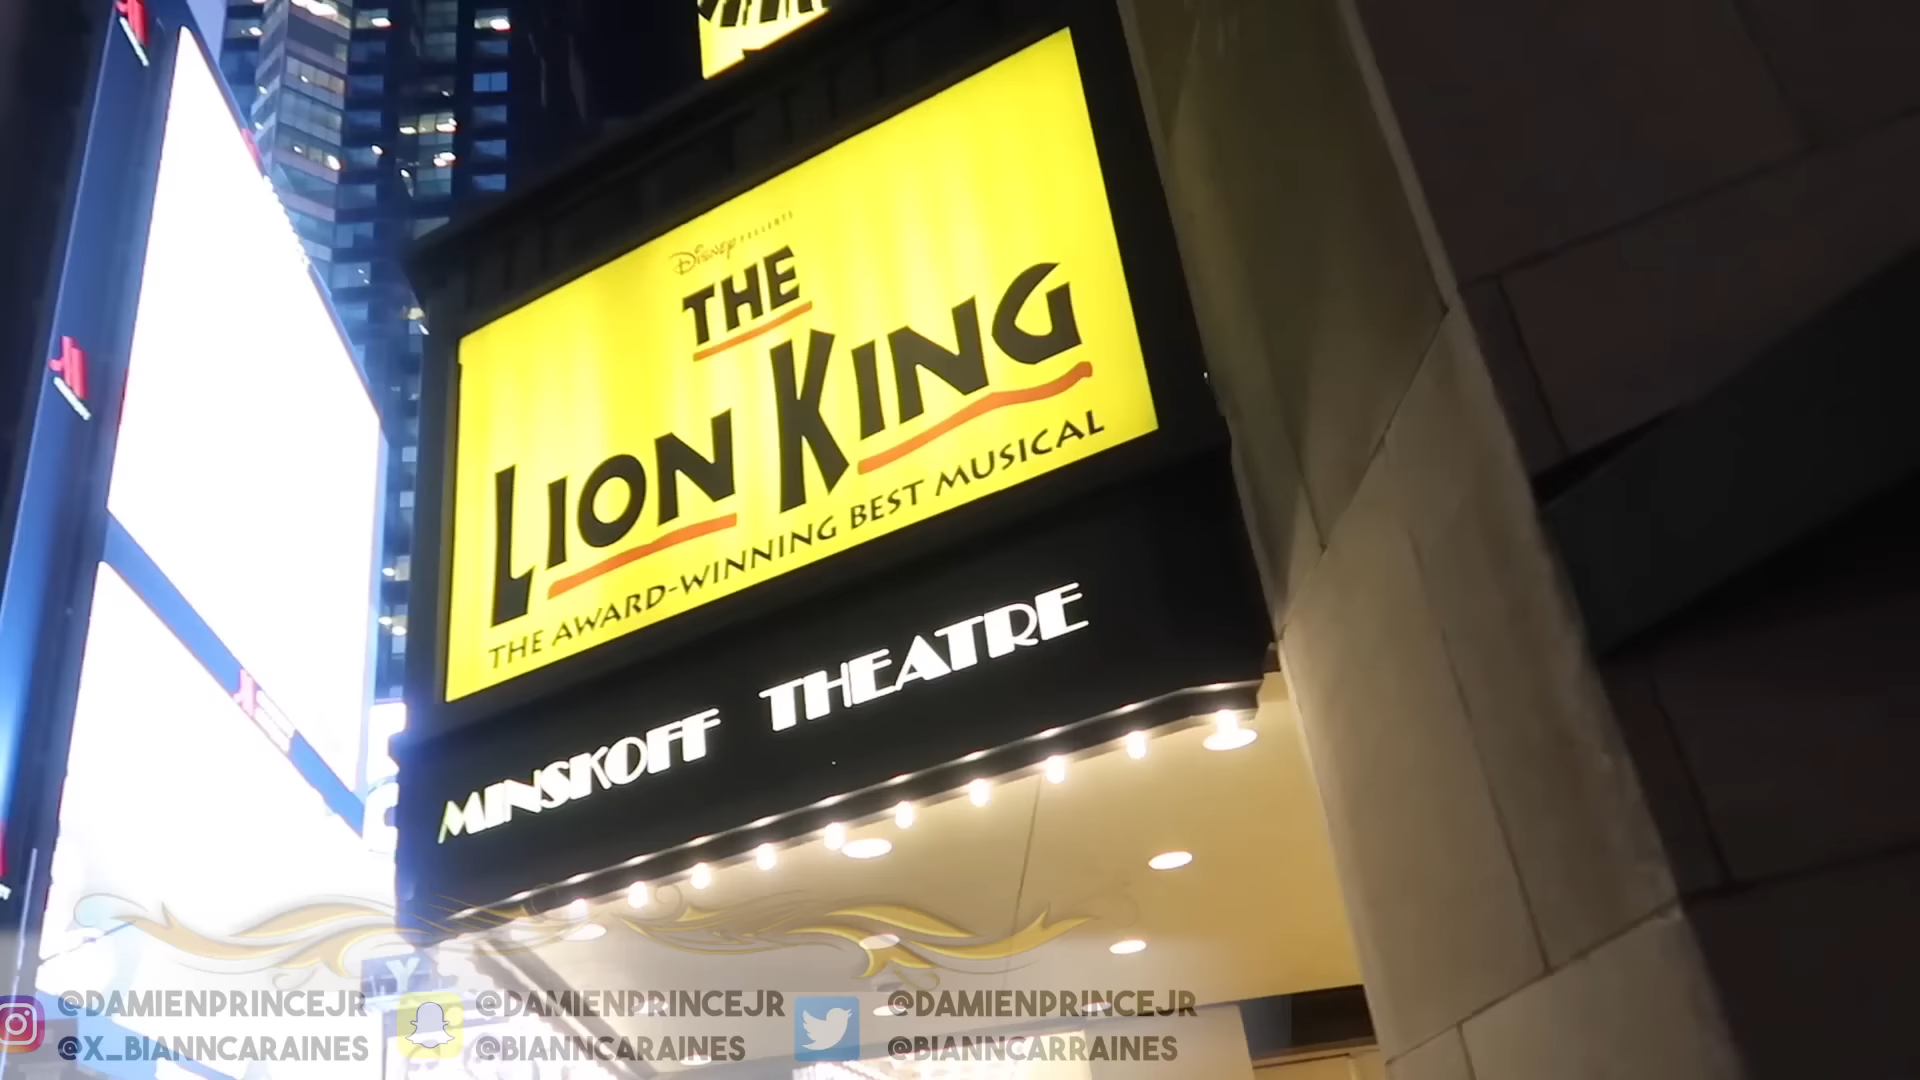 Disney PRESENTS
THE
LION KING
THE AWARD-WINNING BEST MUSICAL
MINSKOFF THEATRE
@DAMIENPRINCEJR @DAMIENPRINCEJR @DAMIENPRINCEJR
@X_BIANNCARAINES @BIANNCARAINES @BIANNCARRAINES